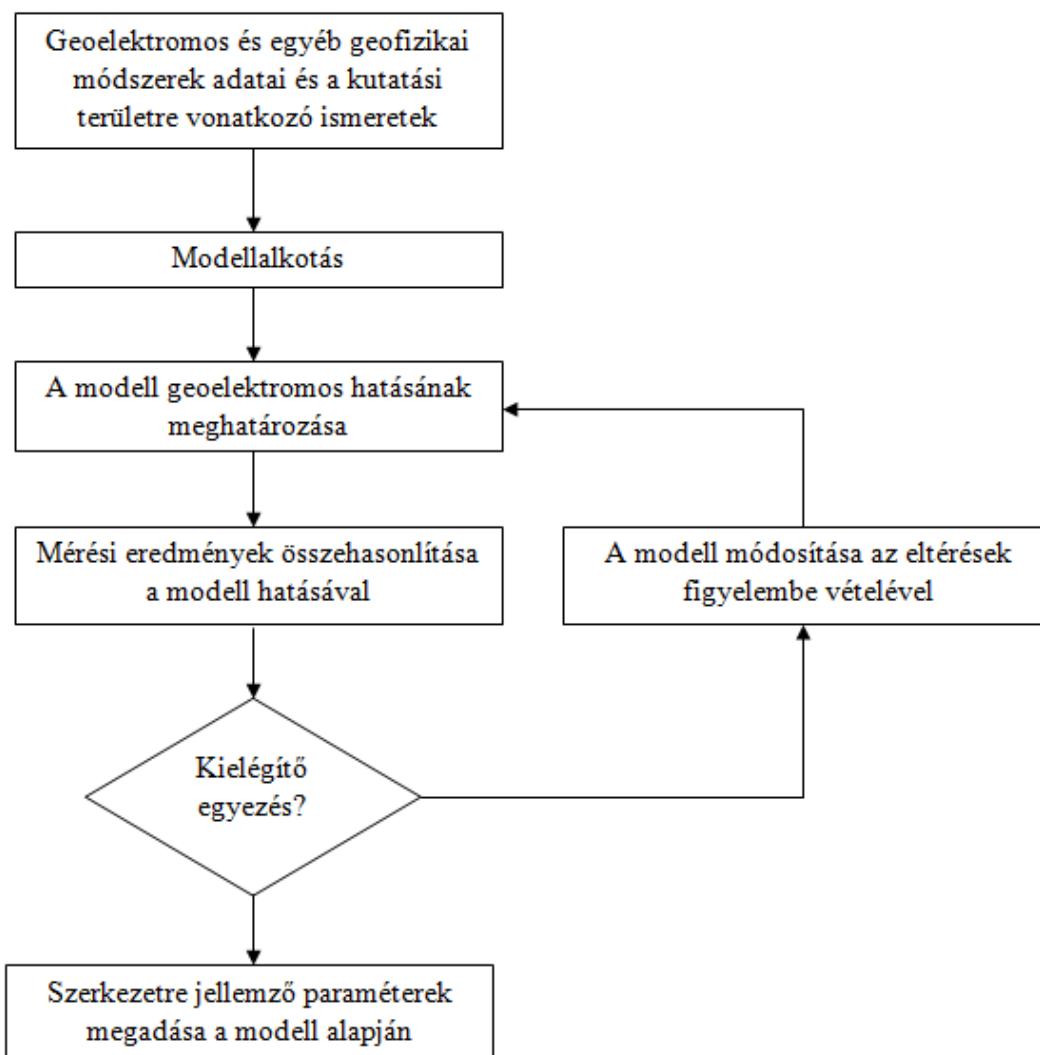 Geoelektromos és egyéb geofizikai
módszerek adatai és a kutatási
területre vonatkozó ismeretek
Modellalkotás
A modell geoelektromos hatásának
meghatározása
Mérési eredmények összehasonlítása
a modell hatásával
A modell módosítása az eltérések
figyelembe vételével
Kielégítő
egyezés?
Szerkezetre jellemző paraméterek
megadása a modell alapján